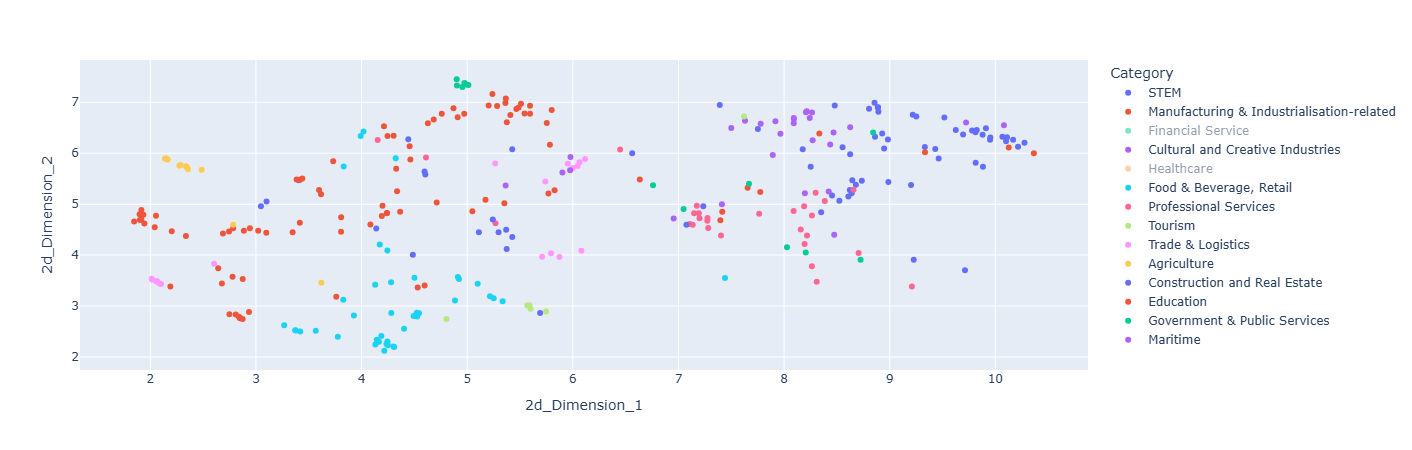 Category
STEM
Manufacturing & Industrialisation-related
Financial Service
Cultural and Creative Industries
Healthcare
Food & Beverage, Retail
Professional Services
Tourism
Trade & Logistics
Agriculture
Construction and Real Estate
Education
Government & Public Services
Maritime
2d_Dimension_2
7
6
5
4
3
2
2 3 4 5 6 7 8 9 10
2d_Dimension_1